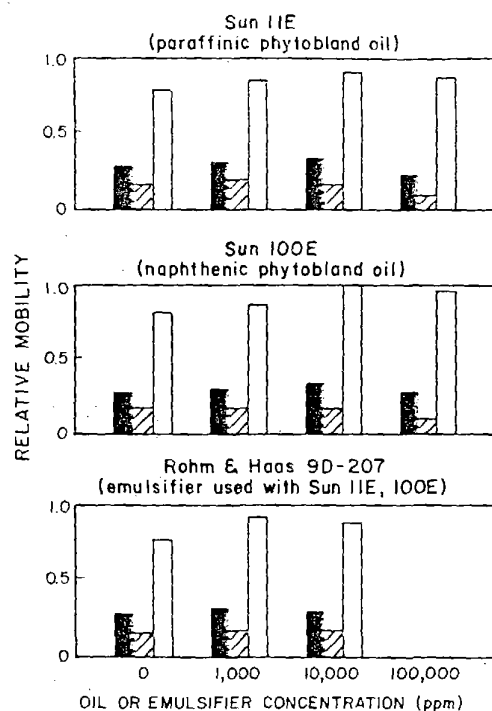 Sun 11E
(paraffinic phytobland oil)
1.0
0.5
0
Sun 100E
(naphthenic phytobland oil)
1.0
0.5
0
Rohm & Haas 9D-207
(emulsifier used with Sun 11E, 100E)
1.0
0.5
0
RELATIVE MOBILITY
0 1,000 10,000 100,000
OIL OR EMULSIFIER CONCENTRATION (ppm)